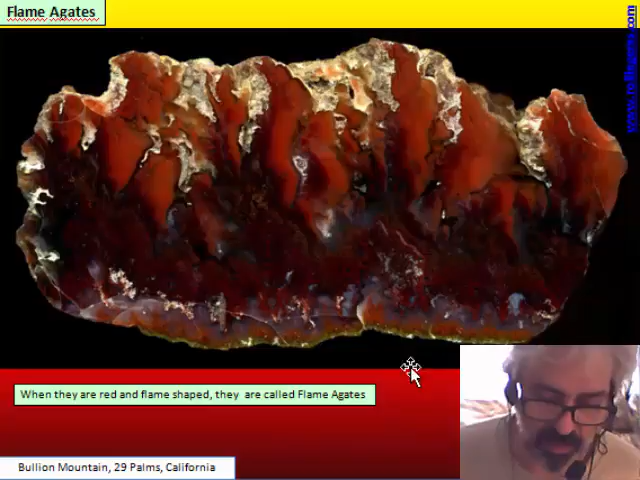 Flame Agates
When they are red and flame shaped, they  are called Flame Agates
Bullion Mountain, 29 Palms, California